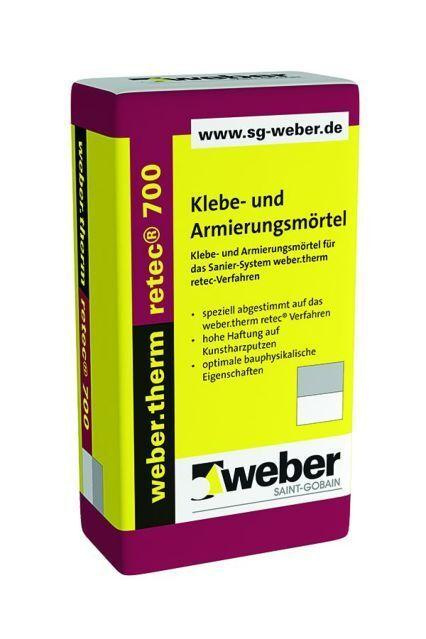 weber
www.sg-weber.de
Klebe- und
Armierungsmörtel
Klebe- und Armierungsmörtel für
das Sanier-System weber.therm
retec-Verfahren
• speziell abgestimmt auf das
weber.therm retec® Verfahren
• hohe Haftung auf
Kunstharzputzen
• optimale bauphysikalische
Eigenschaften
weber
SAINT-GOBAIN
weber.therm retec® 700
weber.therm retec® 700